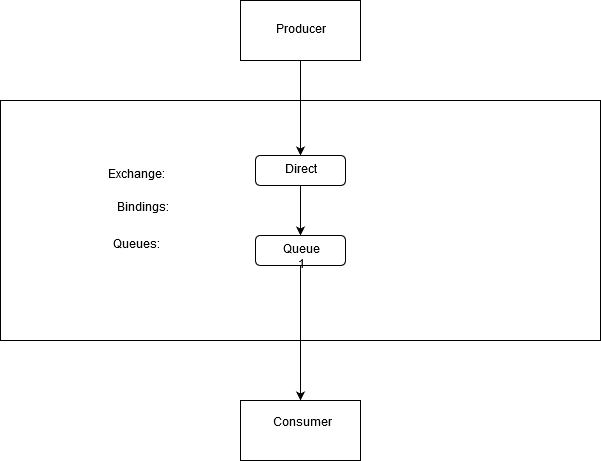 Producer
Exchange:
Direct
Bindings:
Queues:
Queue
1
Consumer